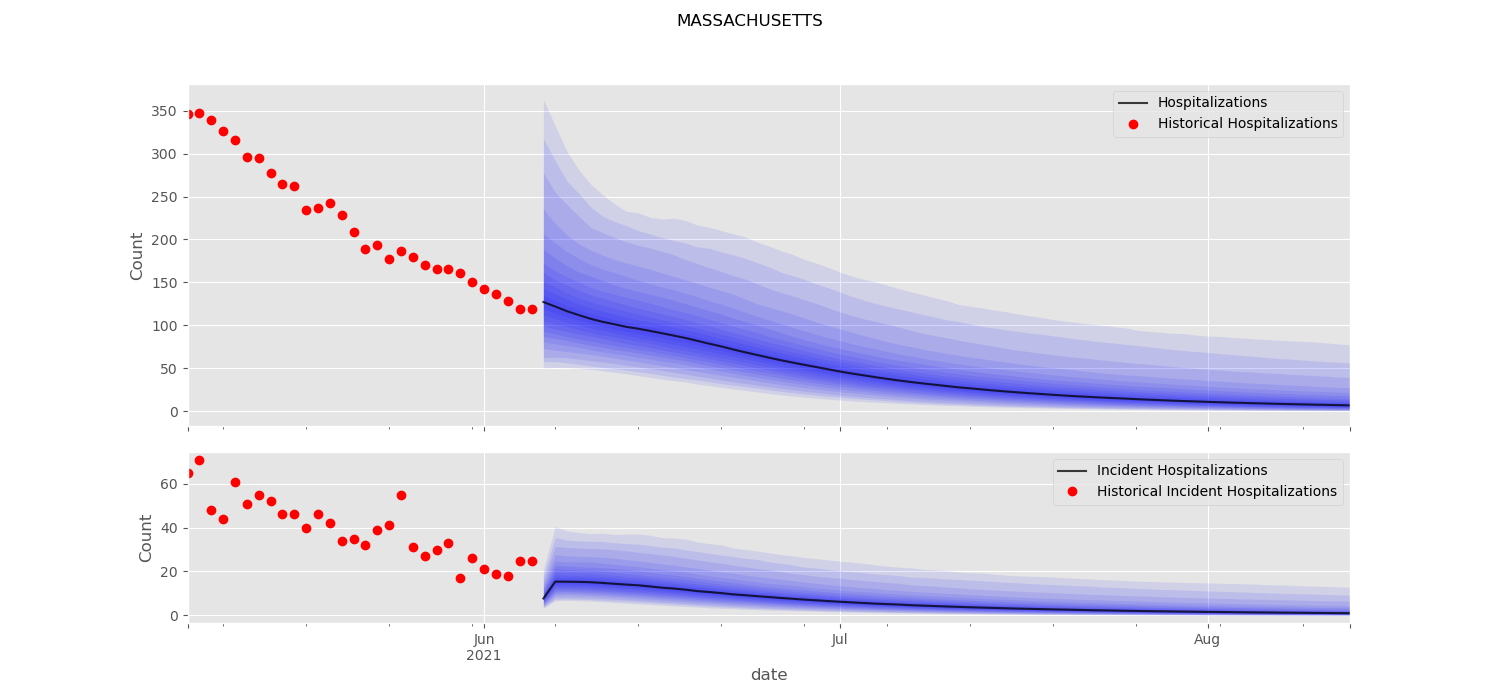 MASSACHUSETTS
Hospitalizations
Historical Hospitalizations
350
300
250
200
150
100
50
0
Count
Incident Hospitalizations
Historical Incident Hospitalizations
60
40
20
0
Count
Jun
2021
Jul
Aug
date